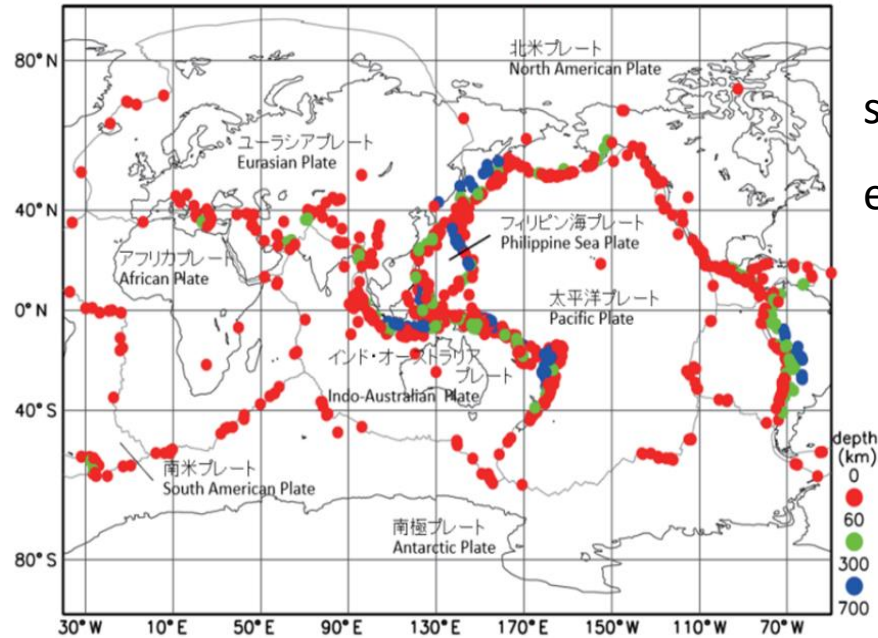 北米プレート
North American Plate
s
80°N
ユーラシアプレート
Eurasian Plate
e
40°N
フィリピン海プレート
Philippine Sea Plate
アフリカプレート
African Plate
太平洋プレート
Pacific Plate
0°N
インド・オーストラリア
プレート
Indo-Australian Plate
40°S
南米プレート
South American Plate
南極プレート
Antarctic Plate
80°S
depth
(km)
0
60
300
700
30°W 10°E 50°E 90°E 130°E 170°E 150°W 110°W 70°W